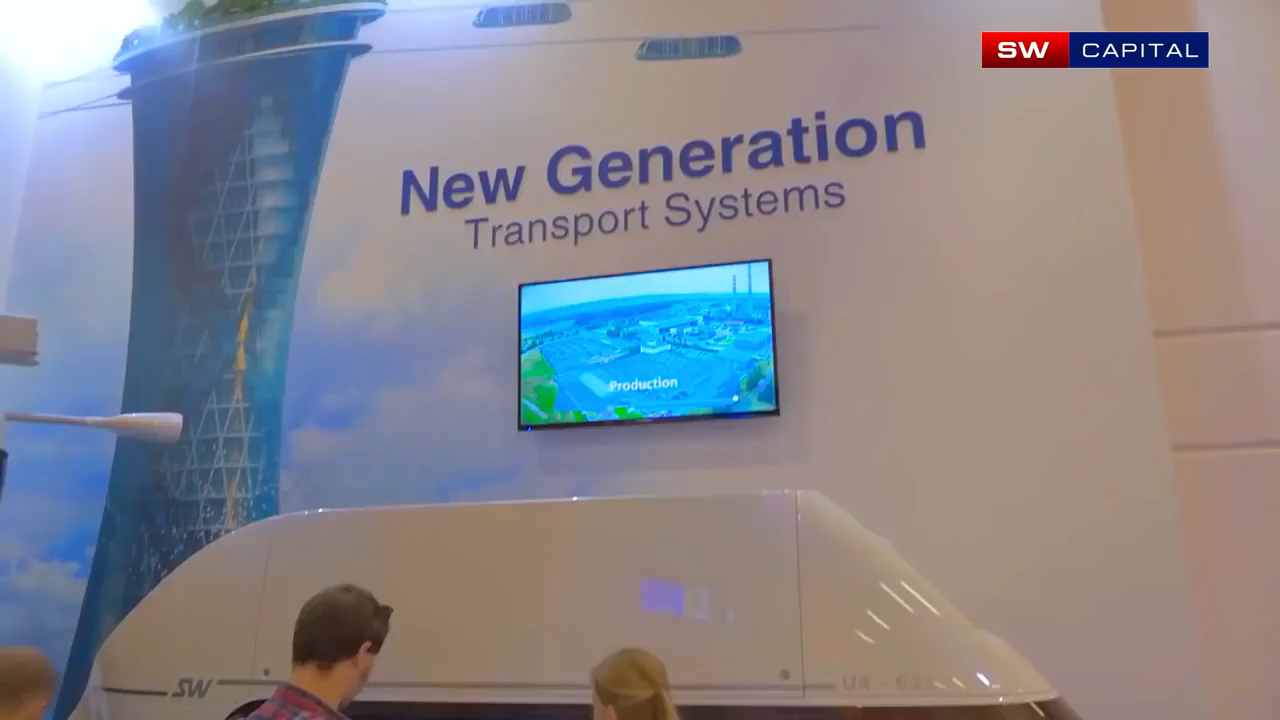 SW CAPITAL
New Generation
Transport Systems
Production
SW